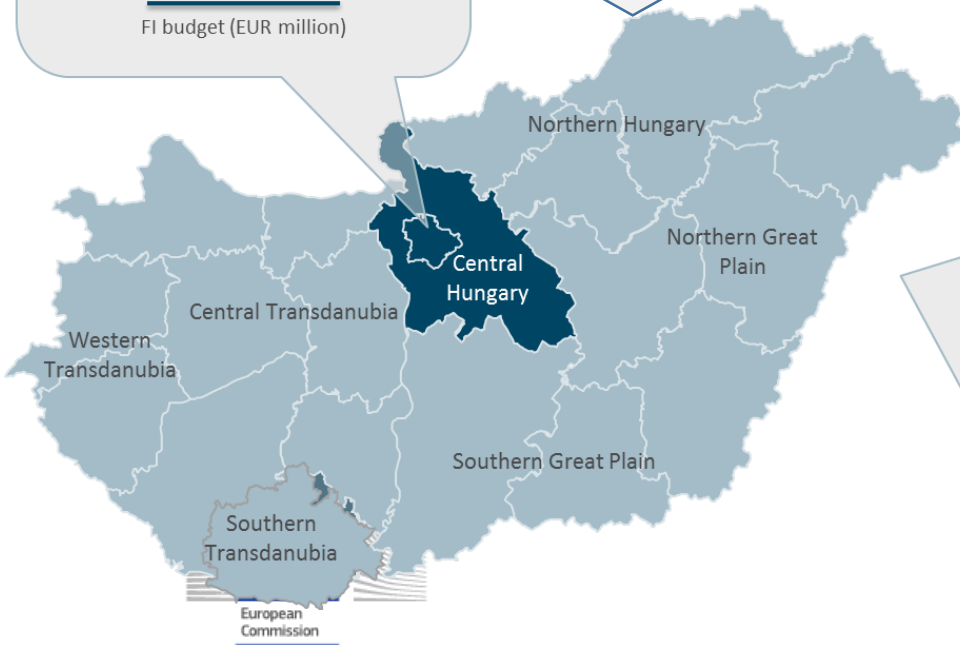 FI budget (EUR million)
Northern Hungary
Northern Great
Plain
Central
Hungary
Central Transdanubia
Western
Transdanubia
Southern Great Plain
Southern
Transdanubia
European
Commission